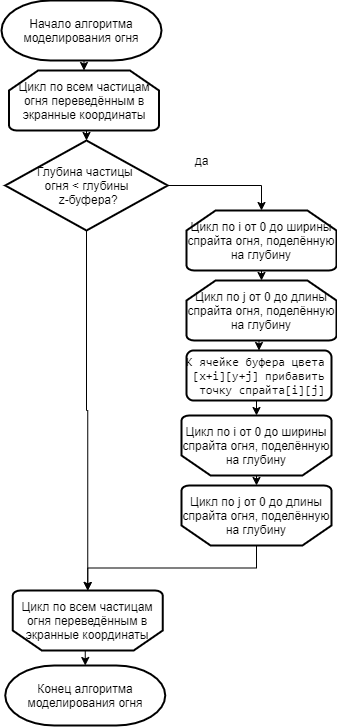 Начало алгоритма
моделирования огня
Цикл по всем частицам
огня переведённым в
экранные координаты
Глубина частицы
огня < глубины
z-буфера?
да
Цикл по i от 0 до ширины
спрайта огня, поделённую
на глубину
Цикл по j от 0 до длины
спрайта огня, поделённую
на глубину
К ячейке буфера цвета
[x+i][y+j] прибавить
точку спрайта[i][j]
Цикл по i от 0 до ширины
спрайта огня, поделённую
на глубину
Цикл по j от 0 до длины
спрайта огня, поделённую
на глубину
Цикл по всем частицам
огня переведённым в
экранные координаты
Конец алгоритма
моделирования огня